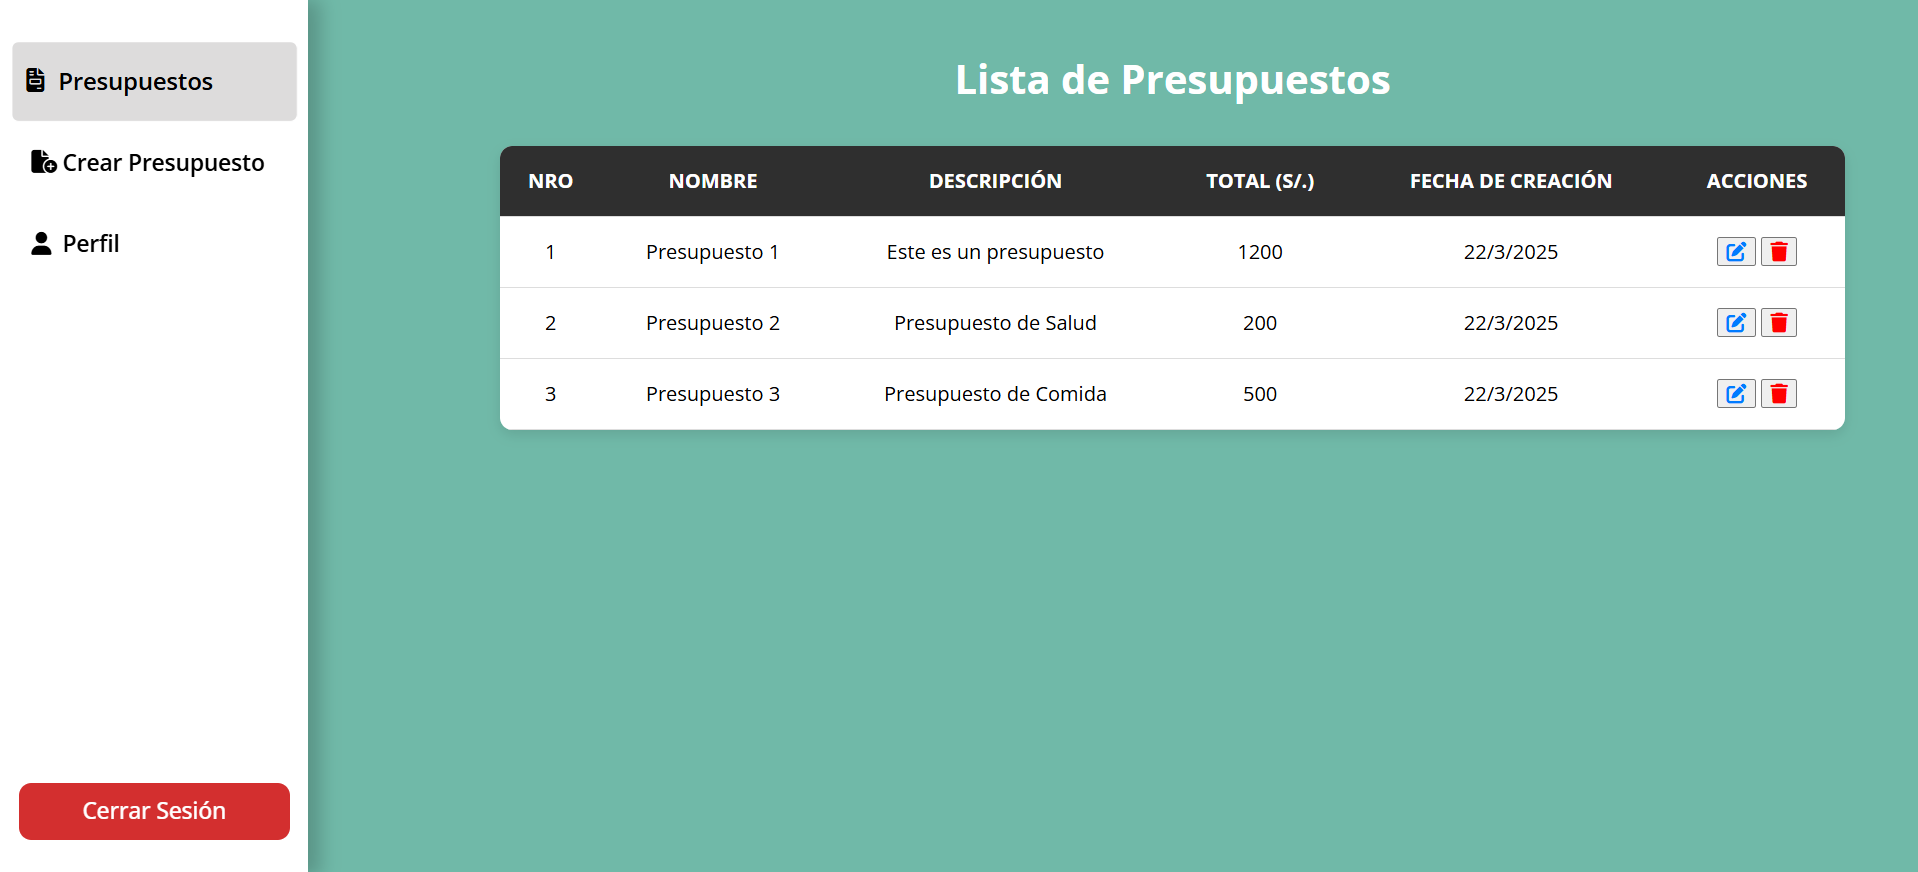 Presupuestos
Crear Presupuesto
Perfil
Cerrar Sesión
Lista de Presupuestos
NRO NOMBRE DESCRIPCIÓN TOTAL (S/.) FECHA DE CREACIÓN ACCIONES
1 Presupuesto 1 Este es un presupuesto 1200 22/3/2025
2 Presupuesto 2 Presupuesto de Salud 200 22/3/2025
3 Presupuesto 3 Presupuesto de Comida 500 22/3/2025